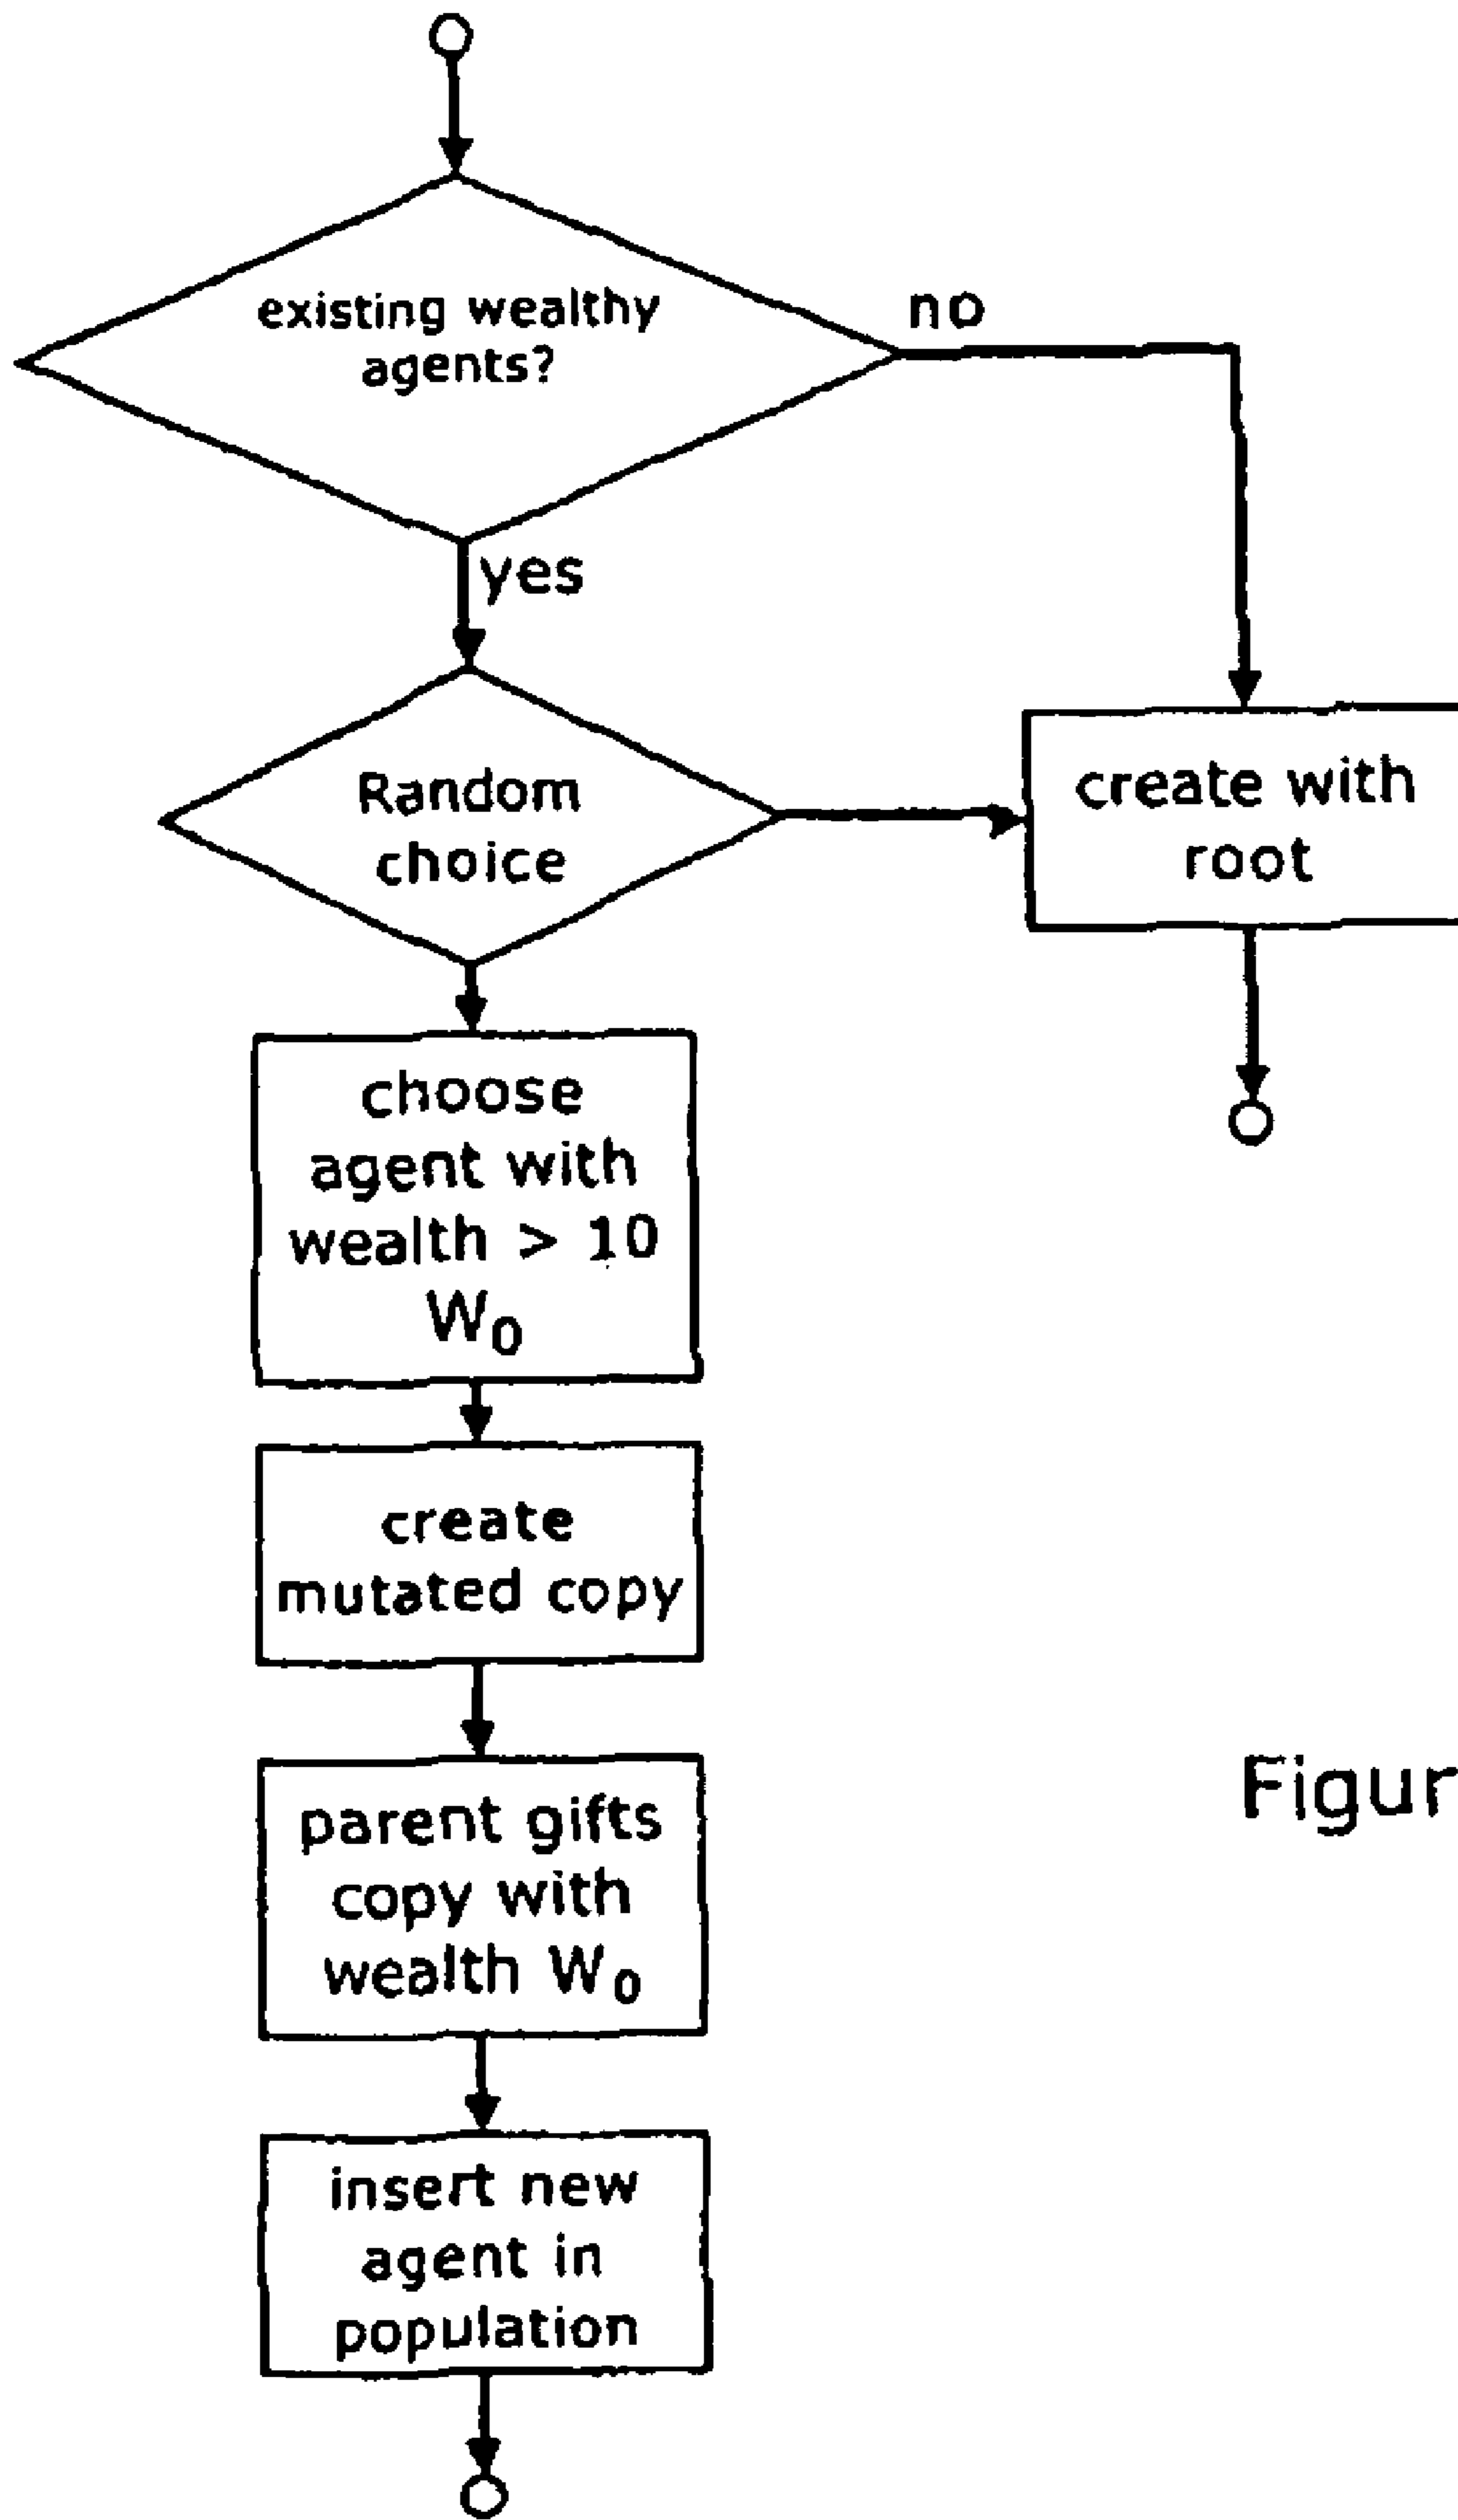 existing wealthy
agents?
no
yes
Random
choice
create with
root
choose
agent with
wealth > 10
W₀
create
mutated copy
parent gifts
copy with
wealth W₀
insert new
agent in
population
Figur